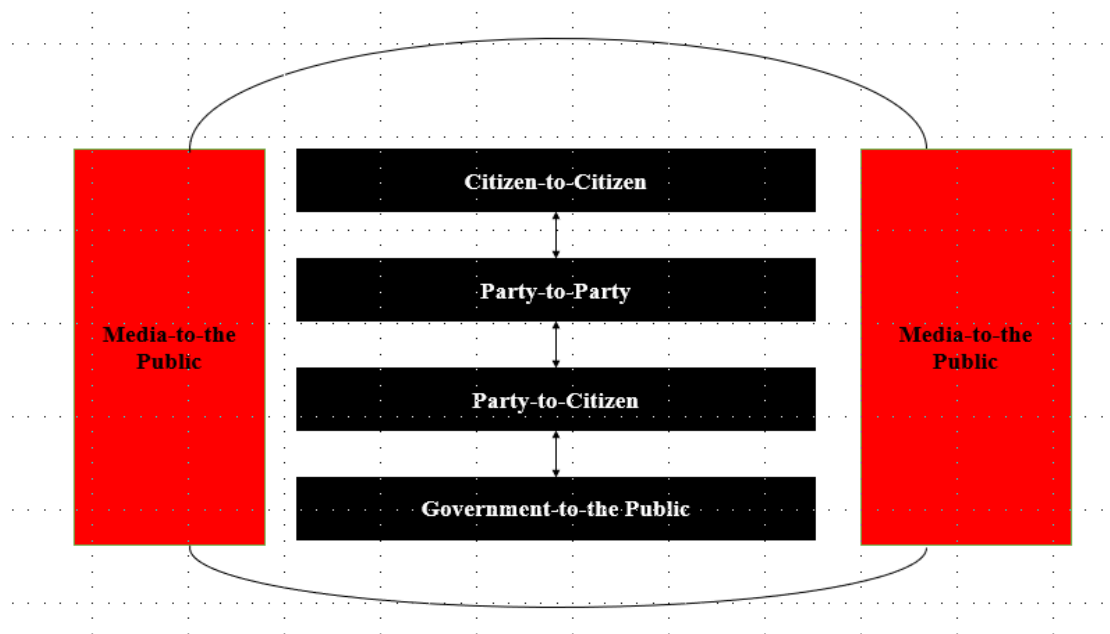 Citizen-to-Citizen
Party-to-Party
Media-to-the
Public
Media-to-the
Public
Party-to-Citizen
Government-to-the Public